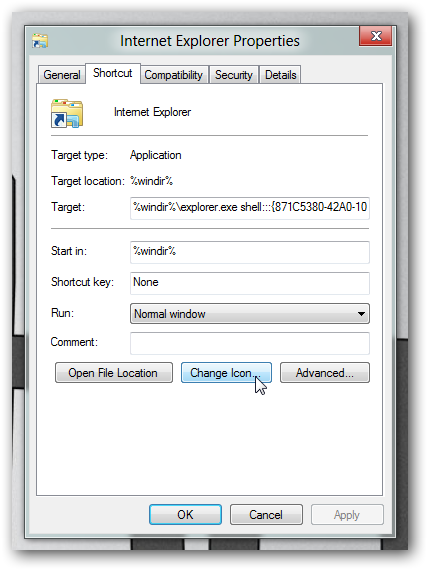 Internet Explorer Properties
General Shortcut Compatibility Security Details
Internet Explorer
Target type: Application
Target location: %windir%
Target: %windir%\explorer.exe shell:::{871C5380-42A0-10
Start in: %windir%
Shortcut key: None
Run: Normal window
Comment:
Open File Location Change Icon... Advanced...
OK Cancel Apply